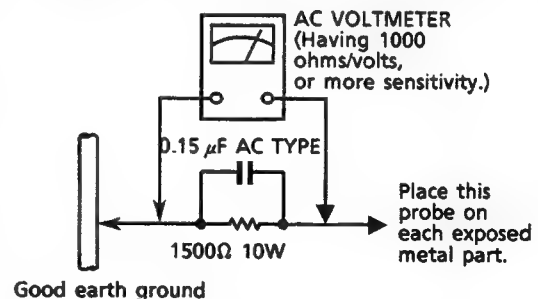 AC VOLTMETER
(Having 1000
ohms/volts,
or more sensitivity.)
0.15 µF AC TYPE
1500Ω 10W
Place this
probe on
each exposed
metal part.
Good earth ground